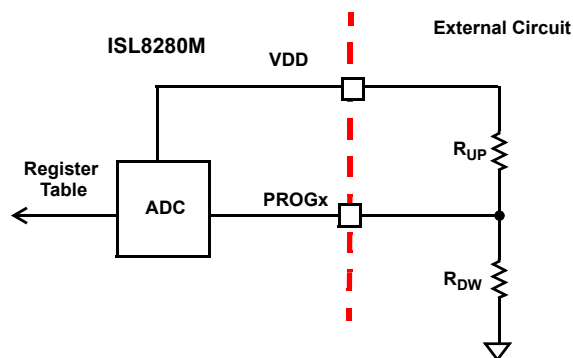 External Circuit
ISL8280M
VDD
RUP
Register
Table
ADC
PROGx
RDW